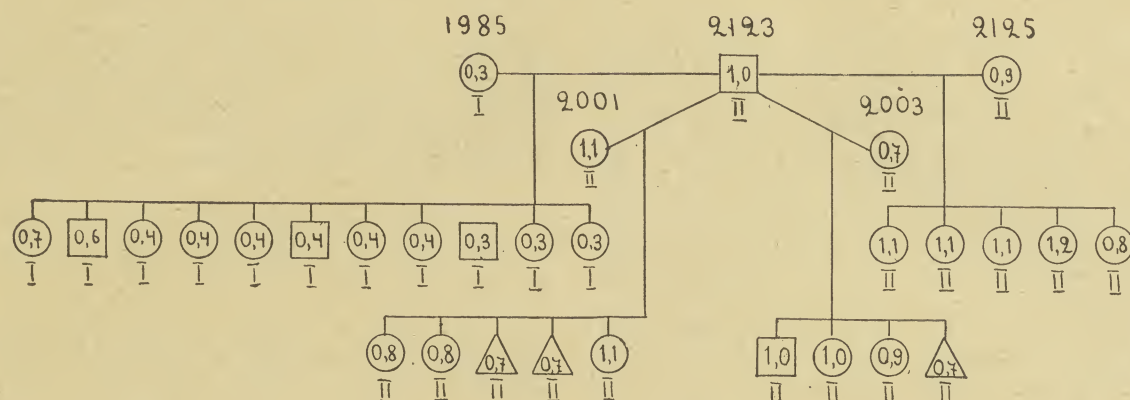 1985 2123 2125
0,3 1,0 0,9
I II II
2001 2003
1,1 0,7
II II
0,7 0,6 0,4 0,4 0,4 0,4 0,4 0,4 0,3 0,3 0,3 1,1 1,1 1,1 1,2 0,8
I I I I I I I I I I I II II II II II
0,8 0,8 0,7 0,7 1,1 1,0 1,0 0,9 0,7
II II II II II II II II II